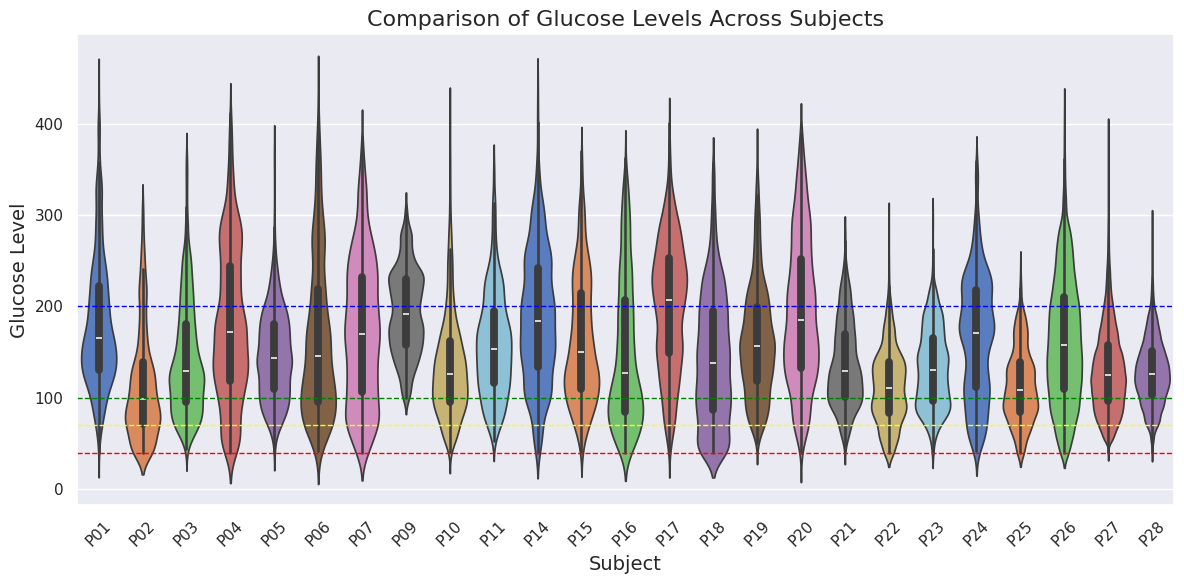 Comparison of Glucose Levels Across Subjects
Glucose Level
400
300
200
100
0
P01 P02 P03 P04 P05 P06 P07 P09 P10 P11 P14 P15 P16 P17 P18 P19 P20 P21 P22 P23 P24 P25 P26 P27 P28
Subject